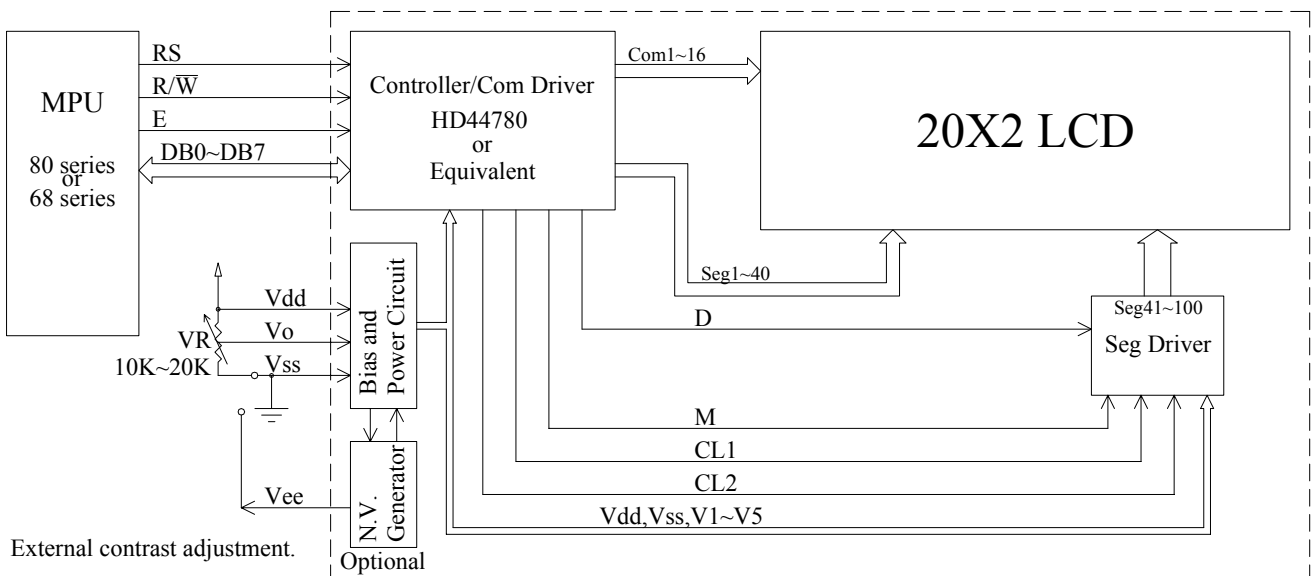 MPU
80 series
or
68 series
RS
R/W̅
E
DB0~DB7
Controller/Com Driver
HD44780
or
Equivalent
Com1~16
20X2 LCD
Seg1~40
Seg41~100
Seg Driver
D
M
CL1
CL2
Vdd,Vss,V1~V5
Vdd
Vo
Vss
VR
10K~20K
Bias and
Power Circuit
N.V.
Generator
Vee
Optional
External contrast adjustment.